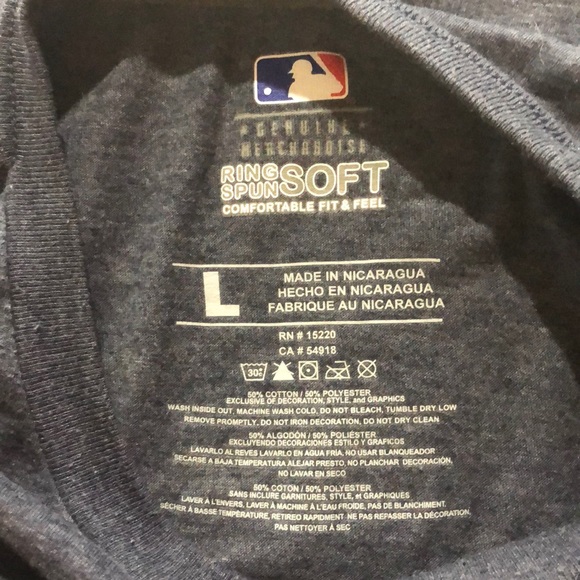 GENUINE
MERCHANDISE
RING
SPUN SOFT
COMFORTABLE FIT & FEEL
L
MADE IN NICARAGUA
HECHO EN NICARAGUA
FABRIQUE AU NICARAGUA
RN # 15220
CA # 54918
30°
50% COTTON / 50% POLYESTER
EXCLUSIVE OF DECORATION, STYLE, and GRAPHICS
WASH INSIDE OUT, MACHINE WASH COLD, DO NOT BLEACH, TUMBLE DRY LOW
REMOVE PROMPTLY, DO NOT IRON DECORATION, DO NOT DRY CLEAN
50% ALGODÓN / 50% POLIÉSTER
EXCLUYENDO DECORACIONES ESTILO Y GRAFICOS
LAVARLO AL REVÉS LAVARLO EN AGUA FRÍA, NO USAR BLANQUEADOR
SECARSE A BAJA TEMPERATURA ALEJAR PRESTO, NO PLANCHAR DECORACIÓN,
NO LAVAR EN SECO
50% COTON / 50% POLYESTER
SANS INCLURE GARNITURES, STYLE, et GRAPHIQUES
LAVER À L'ENVERS, LAVER À MACHINE À L'EAU FROIDE, PAS DE BLANCHIMENT,
SÉCHER À BASSE TEMPÉRATURE, RETIREO RAPIDMENT NE PAS REPASSER LA DÉCORATION,
PAS NETTOYER À SEC